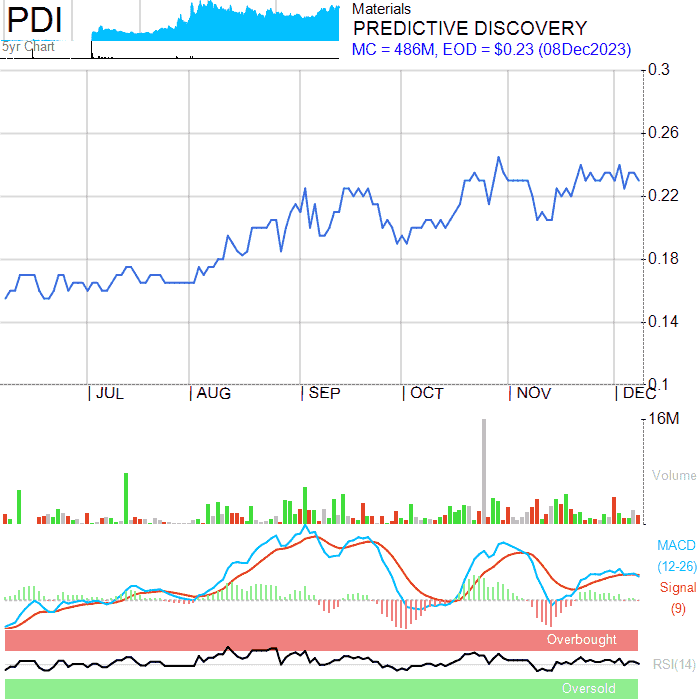 PDI
5yr Chart
Materials
PREDICTIVE DISCOVERY
MC = 486M, EOD = $0.23 (08Dec2023)
0.3
0.26
0.22
0.18
0.14
0.1
JUL AUG SEP OCT NOV DEC
16M
Volume
MACD
(12-26)
Signal
(9)
Overbought
RSI(14)
Oversold